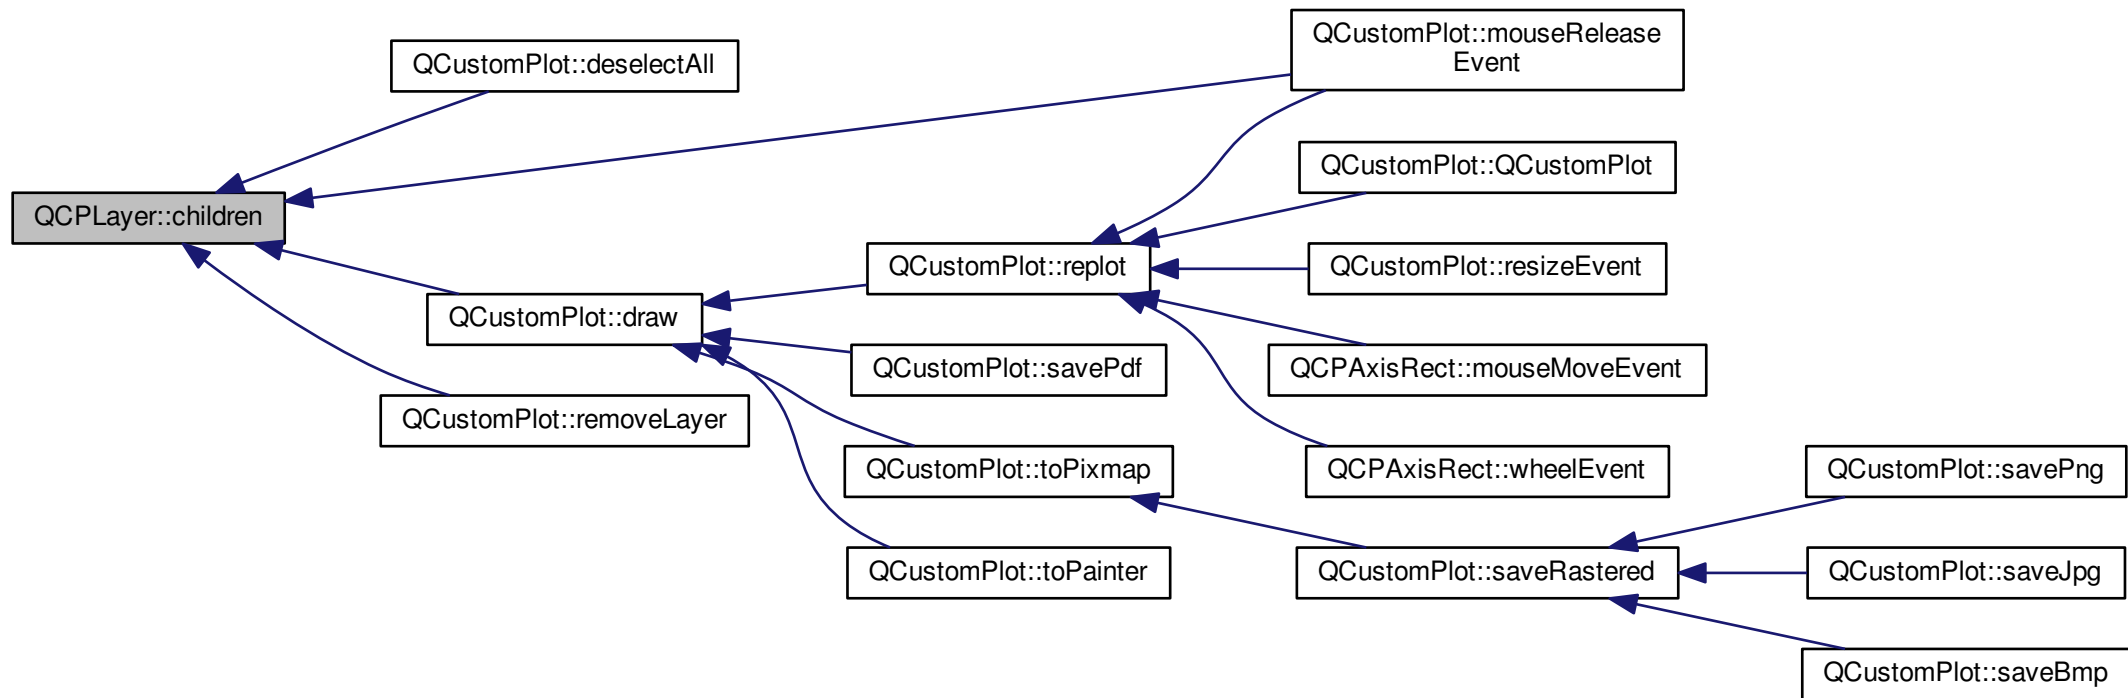 QCustomPlot::mouseRelease
Event
QCustomPlot::deselectAll
QCustomPlot::QCustomPlot
QCPLayer::children
QCustomPlot::replot
QCustomPlot::resizeEvent
QCustomPlot::draw
QCustomPlot::savePdf
QCPAxisRect::mouseMoveEvent
QCustomPlot::removeLayer
QCustomPlot::toPixmap
QCPAxisRect::wheelEvent
QCustomPlot::savePng
QCustomPlot::toPainter
QCustomPlot::saveRastered
QCustomPlot::saveJpg
QCustomPlot::saveBmp